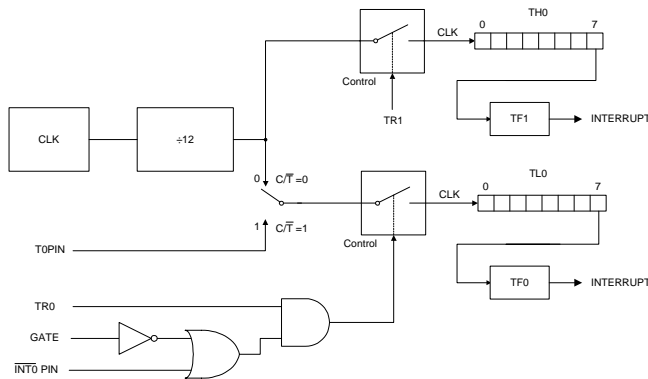 TH0
0 7
CLK
Control
TR1
TF1
INTERRUPT
CLK
÷12
0 C/T̅=0
1 C/T̅=1
T0PIN
TL0
0 7
CLK
Control
TF0
INTERRUPT
TR0
GATE
I̅N̅T̅0̅ PIN